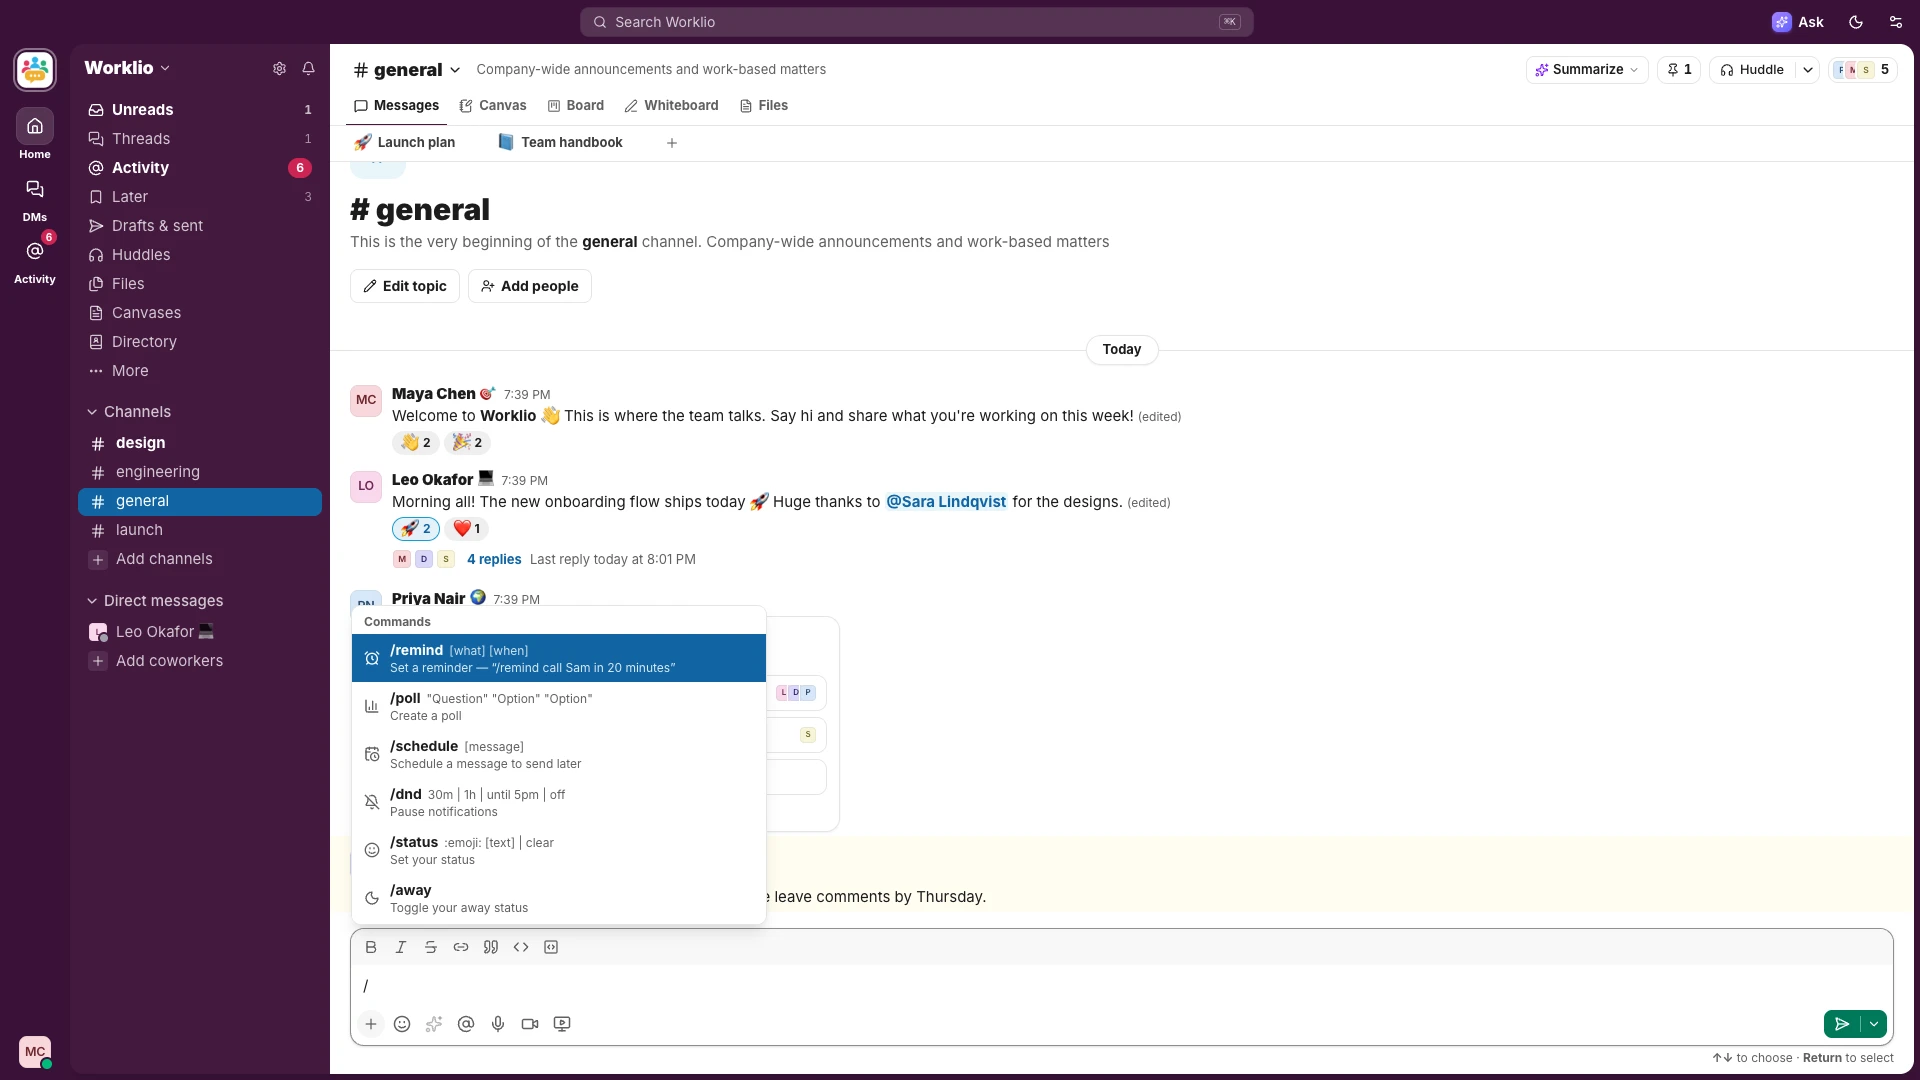 Search Worklio
⌘K
Ask
Home
DMs
6
Activity
MC
Worklio
Unreads 1
Threads 1
Activity 6
Later 3
Drafts & sent
Huddles
Files
Canvases
Directory
More
Channels
# design
# engineering
# general
# launch
Add channels
Direct messages
Leo Okafor
Add coworkers
# general
Company-wide announcements and work-based matters
Summarize
1
Huddle
M S 5
Messages
Canvas
Board
Whiteboard
Files
Launch plan
Team handbook
# general
This is the very beginning of the general channel. Company-wide announcements and work-based matters
Edit topic
Add people
Today
MC
Maya Chen 7:39 PM
Welcome to Worklio 👋 This is where the team talks. Say hi and share what you're working on this week! (edited)
👋 2 🎉 2
LO
Leo Okafor 7:39 PM
Morning all! The new onboarding flow ships today 🚀 Huge thanks to @Sara Lindqvist for the designs. (edited)
🚀 2 ❤️ 1
M D S 4 replies Last reply today at 8:01 PM
PN
Priya Nair 7:39 PM
Commands
/remind [what] [when]
Set a reminder — “/remind call Sam in 20 minutes”
/poll "Question" "Option" "Option"
Create a poll
/schedule [message]
Schedule a message to send later
/dnd 30m | 1h | until 5pm | off
Pause notifications
/status :emoji: [text] | clear
Set your status
/away
Toggle your away status
L D P
S
leave comments by Thursday.
/
↑↓ to choose · Return to select